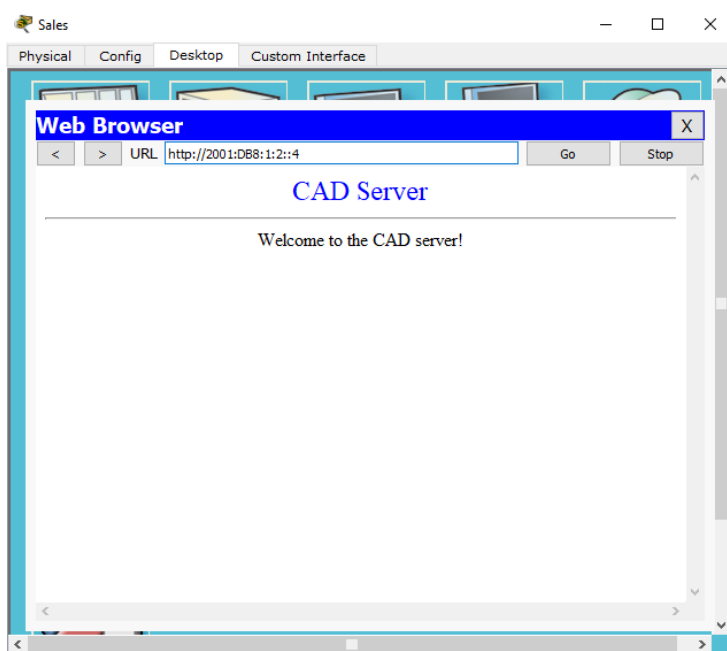 Sales
Physical Config Desktop Custom Interface
Web Browser X
< > URL http://2001:DB8:1:2::4 Go Stop
CAD Server
Welcome to the CAD server!